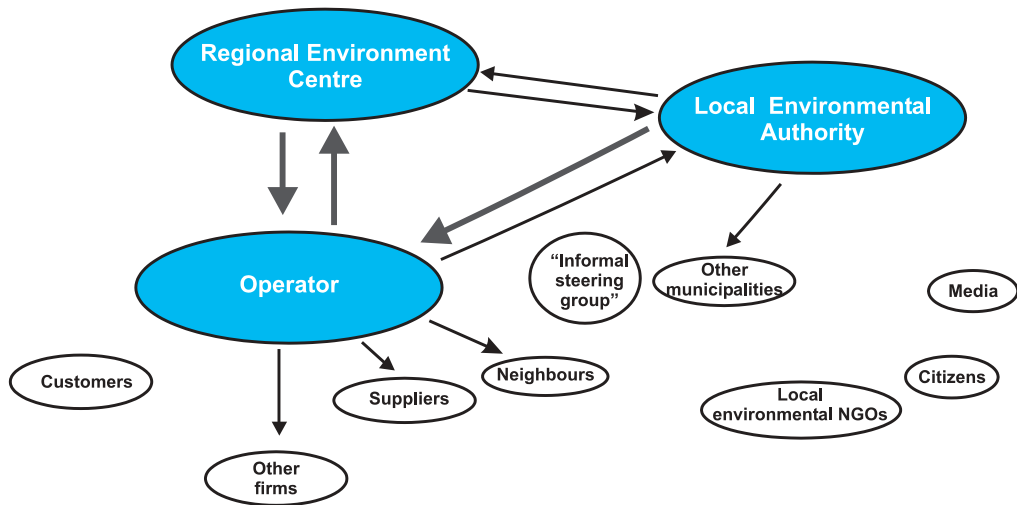 Regional Environment
Centre
Local Environmental
Authority
Operator
“Informal
steering
group”
Other
municipalities
Media
Customers
Suppliers
Neighbours
Citizens
Local
environmental NGOs
Other
firms